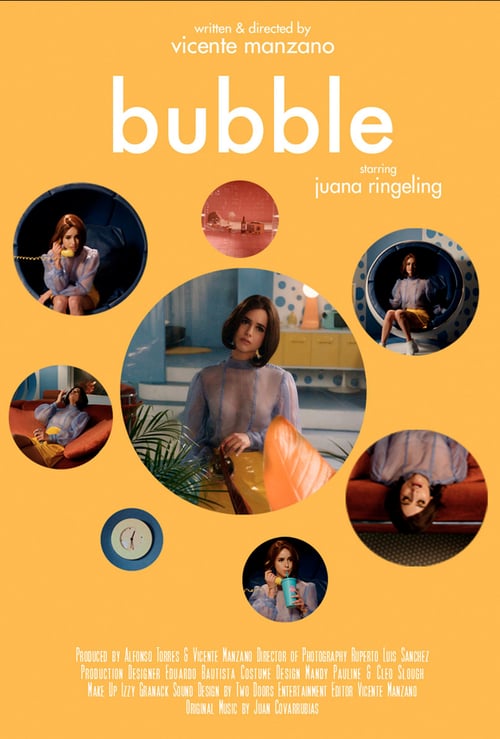 written & directed by
vicente manzano
bubble
starring
juana ringeling
Produced by Alfonso Torres & Vicente Manzano Director of Photography Ruperto Luis Sanchez
Production Designer Eduardo Bautista Costume Design Mandy Pauline & Cleo Slough
Make Up Izzy Granack Sound Design by Two Doors Entertainment Editor Vicente Manzano
Original Music by Juan Covarrubias